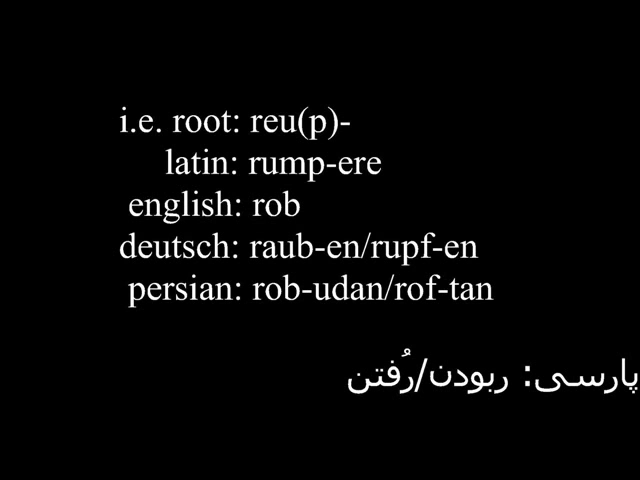 i.e. root: reu(p)-
latin: rump-ere
english: rob
deutsch: raub-en/rupf-en
persian: rob-udan/rof-tan
پارسی: ربودن/رُفتن